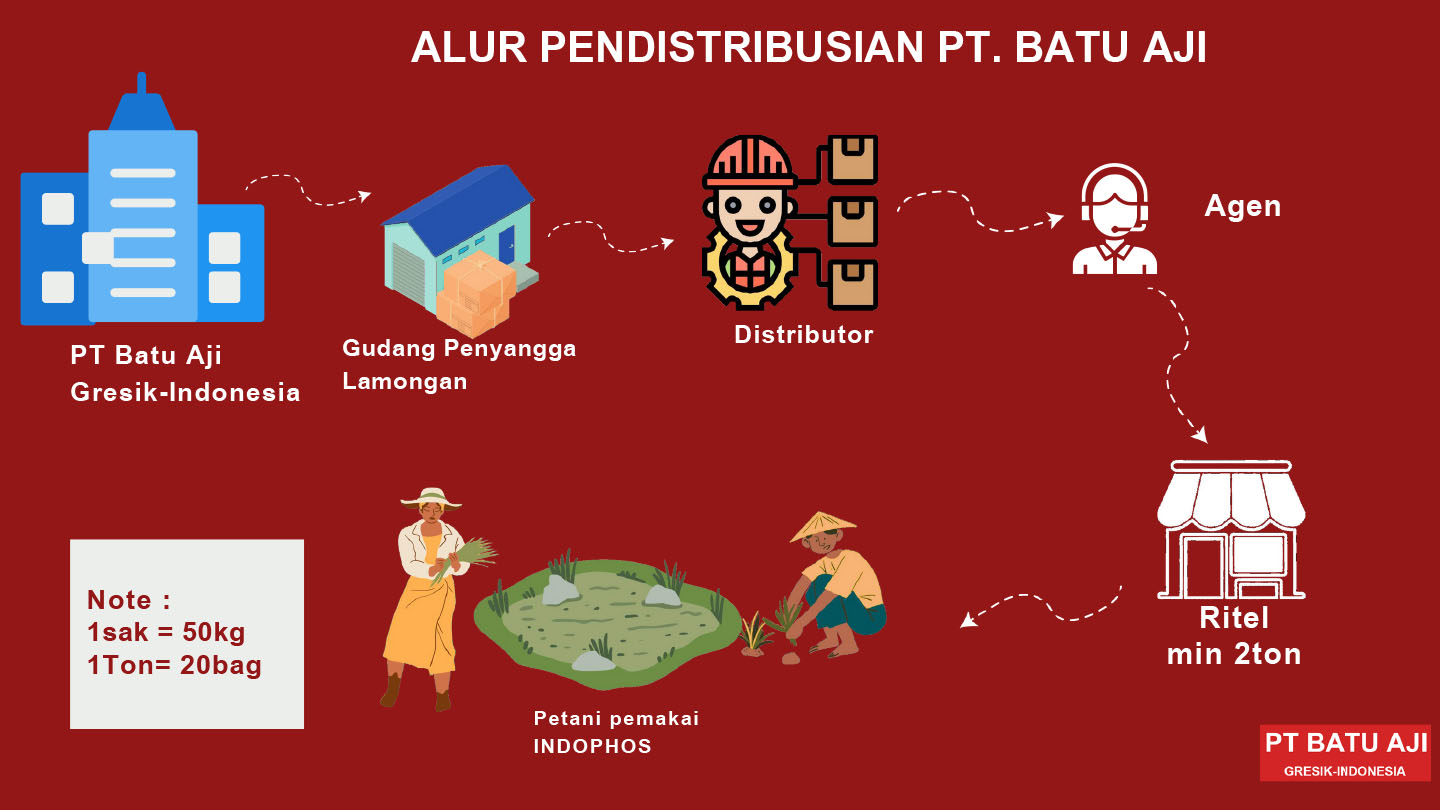 ALUR PENDISTRIBUSIAN PT. BATU AJI
PT Batu Aji
Gresik-Indonesia
Gudang Penyangga
Lamongan
Distributor
Agen
Ritel
min 2ton
Petani pemakai
INDOPHOS
Note :
1sak = 50kg
1Ton= 20bag
PT BATU AJI
GRESIK-INDONESIA